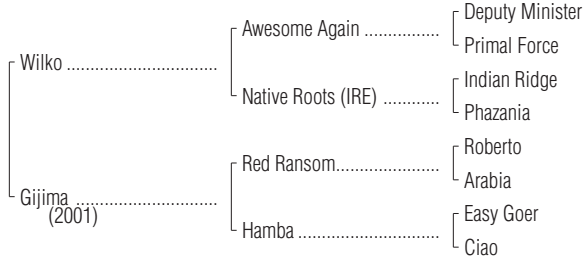 Deputy Minister
Awesome Again ................
Primal Force
Wilko ................................
Indian Ridge
Native Roots (IRE) ............
Phazania
Roberto
Red Ransom......................
Arabia
Gijima ..............................
(2001)
Easy Goer
Hamba ..............................
Ciao